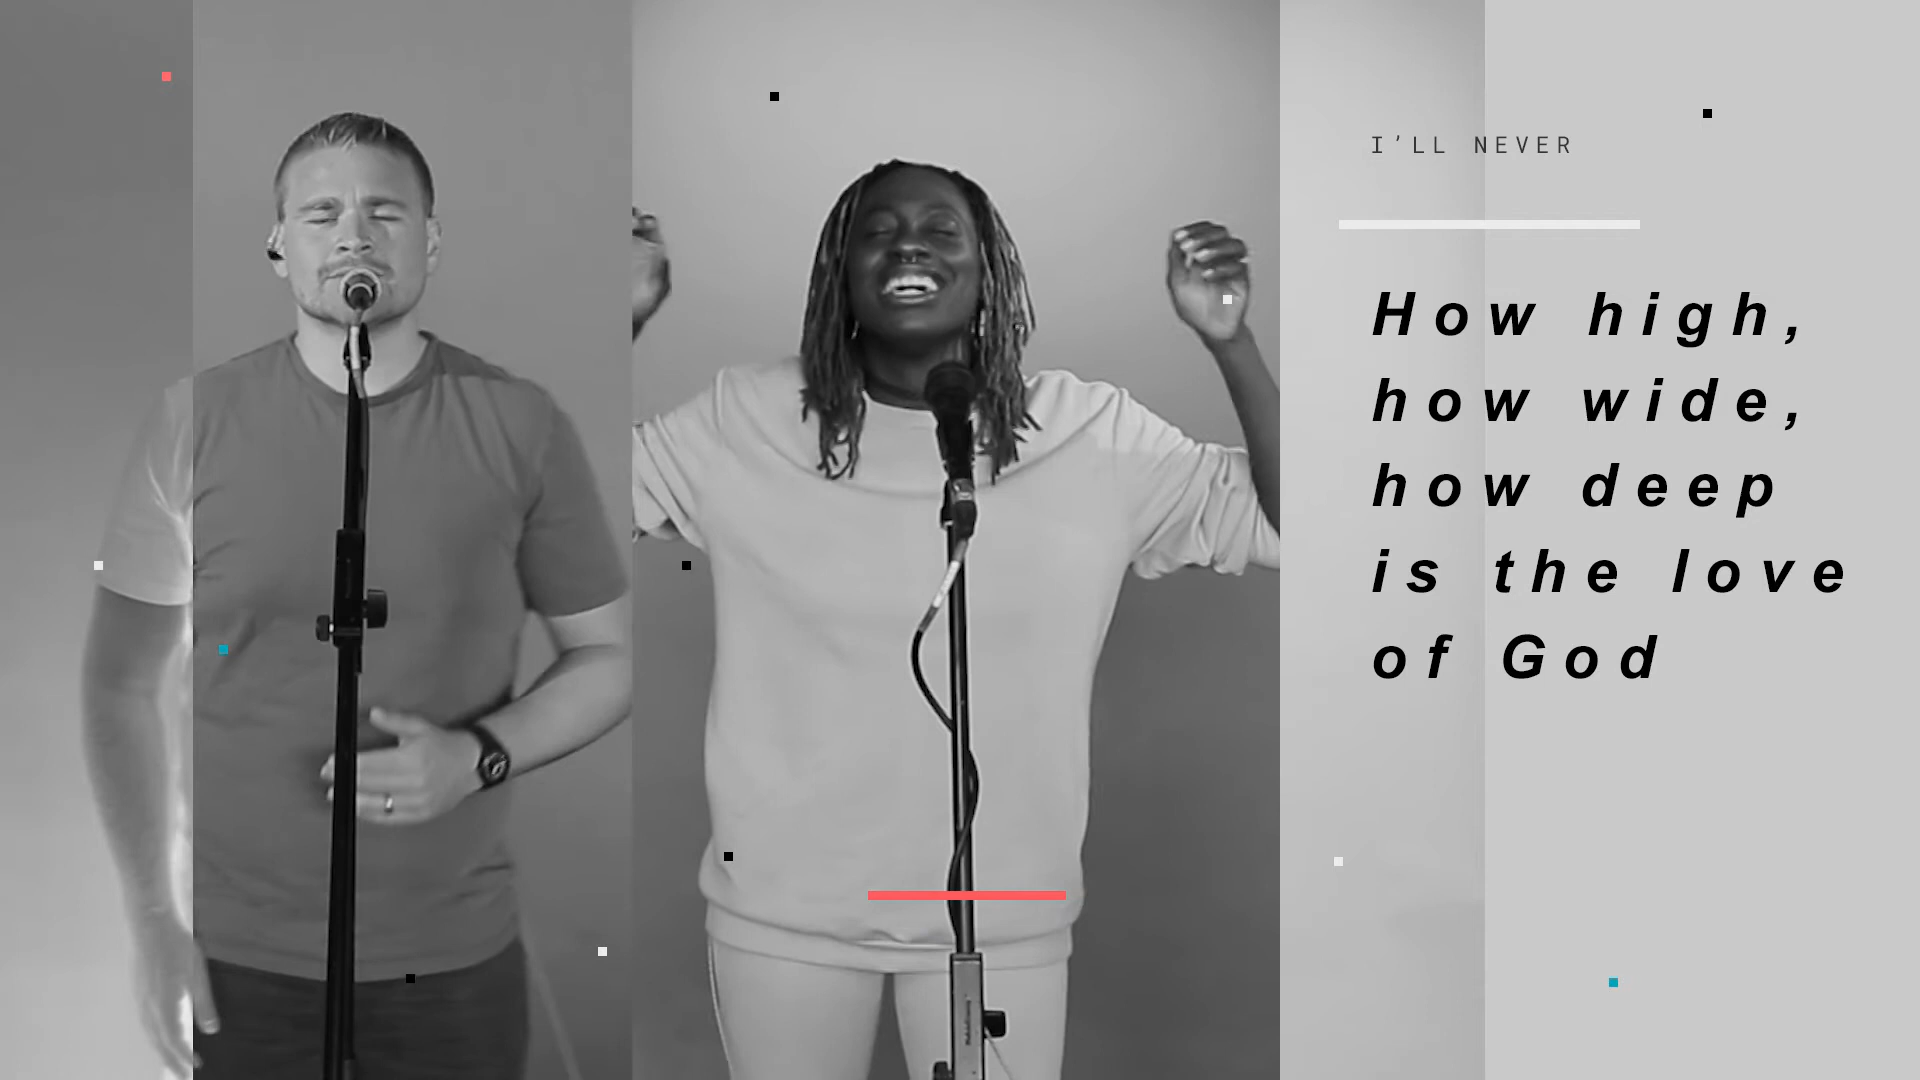 I'LL NEVER
How high,
how wide,
how deep
is the love
of God